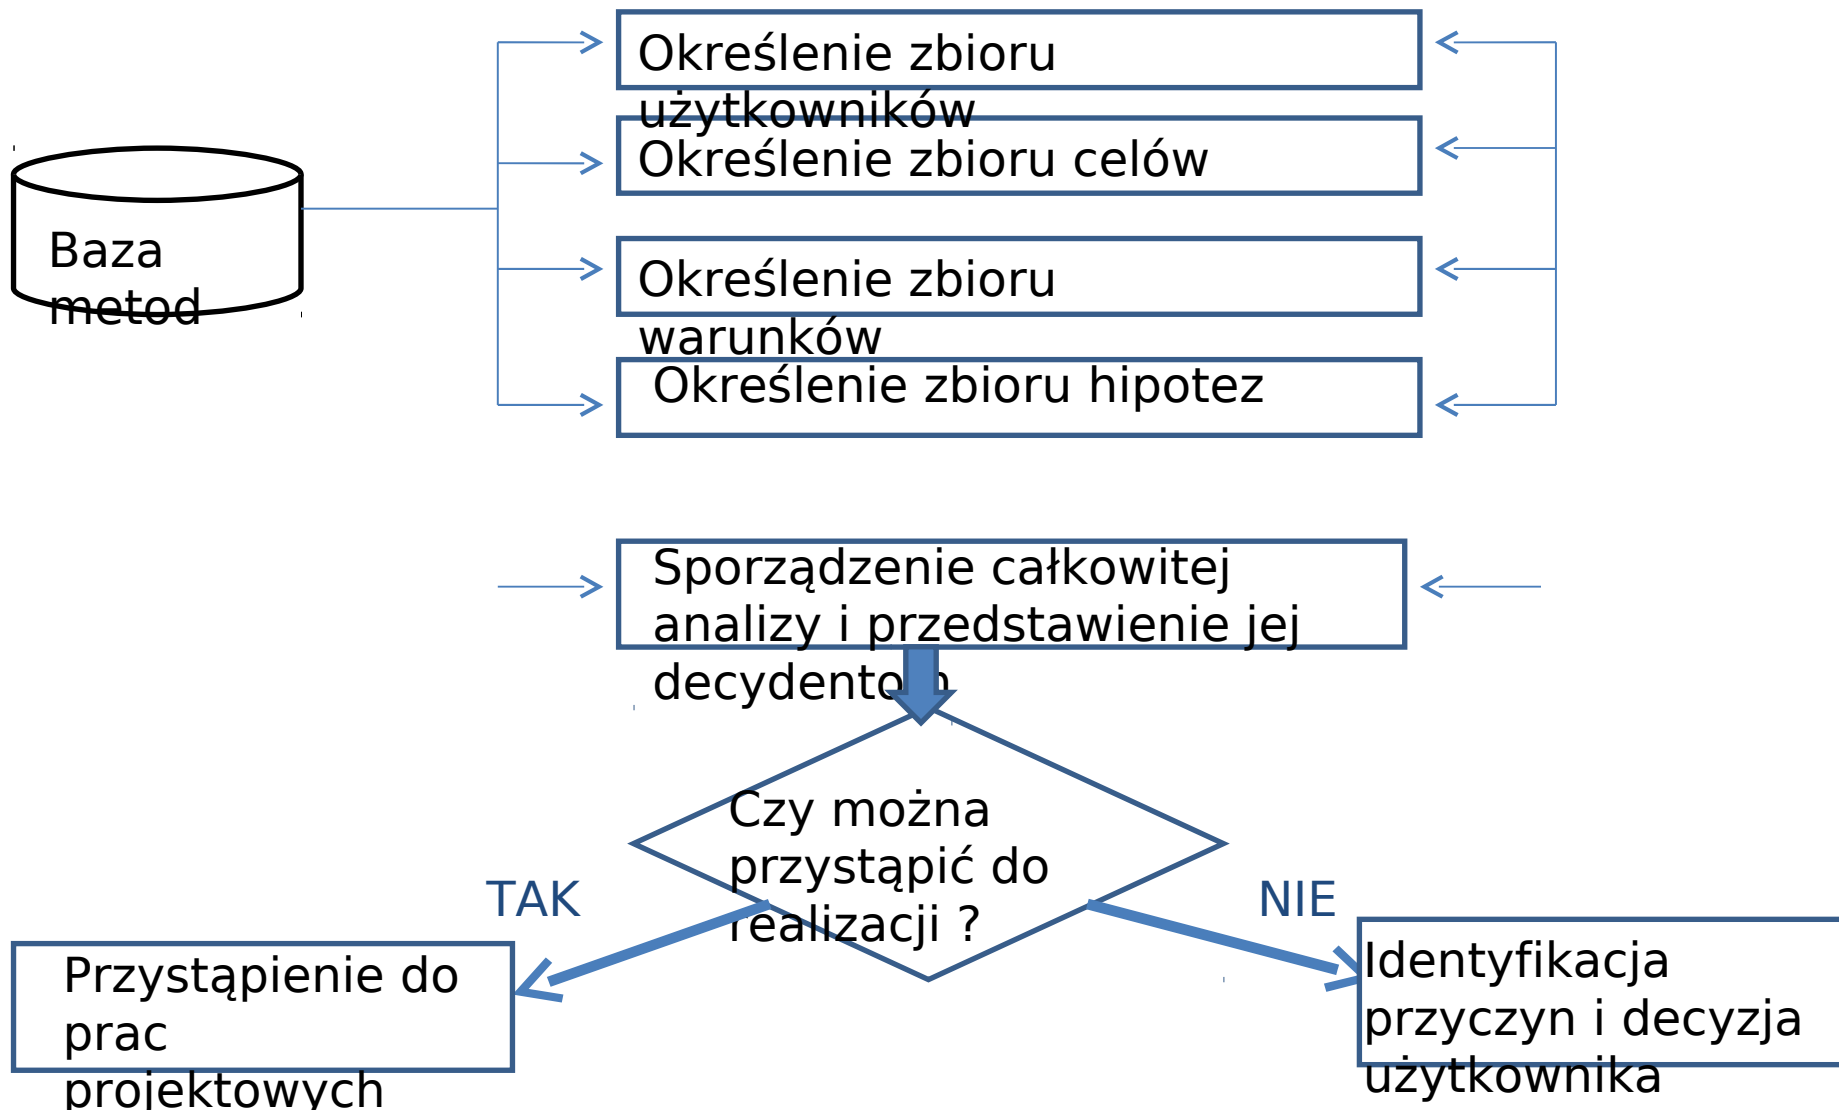 Określenie zbioru
użytkowników
Określenie zbioru celów
Baza
metod
Określenie zbioru
warunków
Określenie zbioru hipotez
Sporządzenie całkowitej
analizy i przedstawienie jej
decydentom
Czy można
przystąpić do
realizacji ?
TAK
NIE
Przystąpienie do
prac
projektowych
Identyfikacja
przyczyn i decyzja
użytkownika